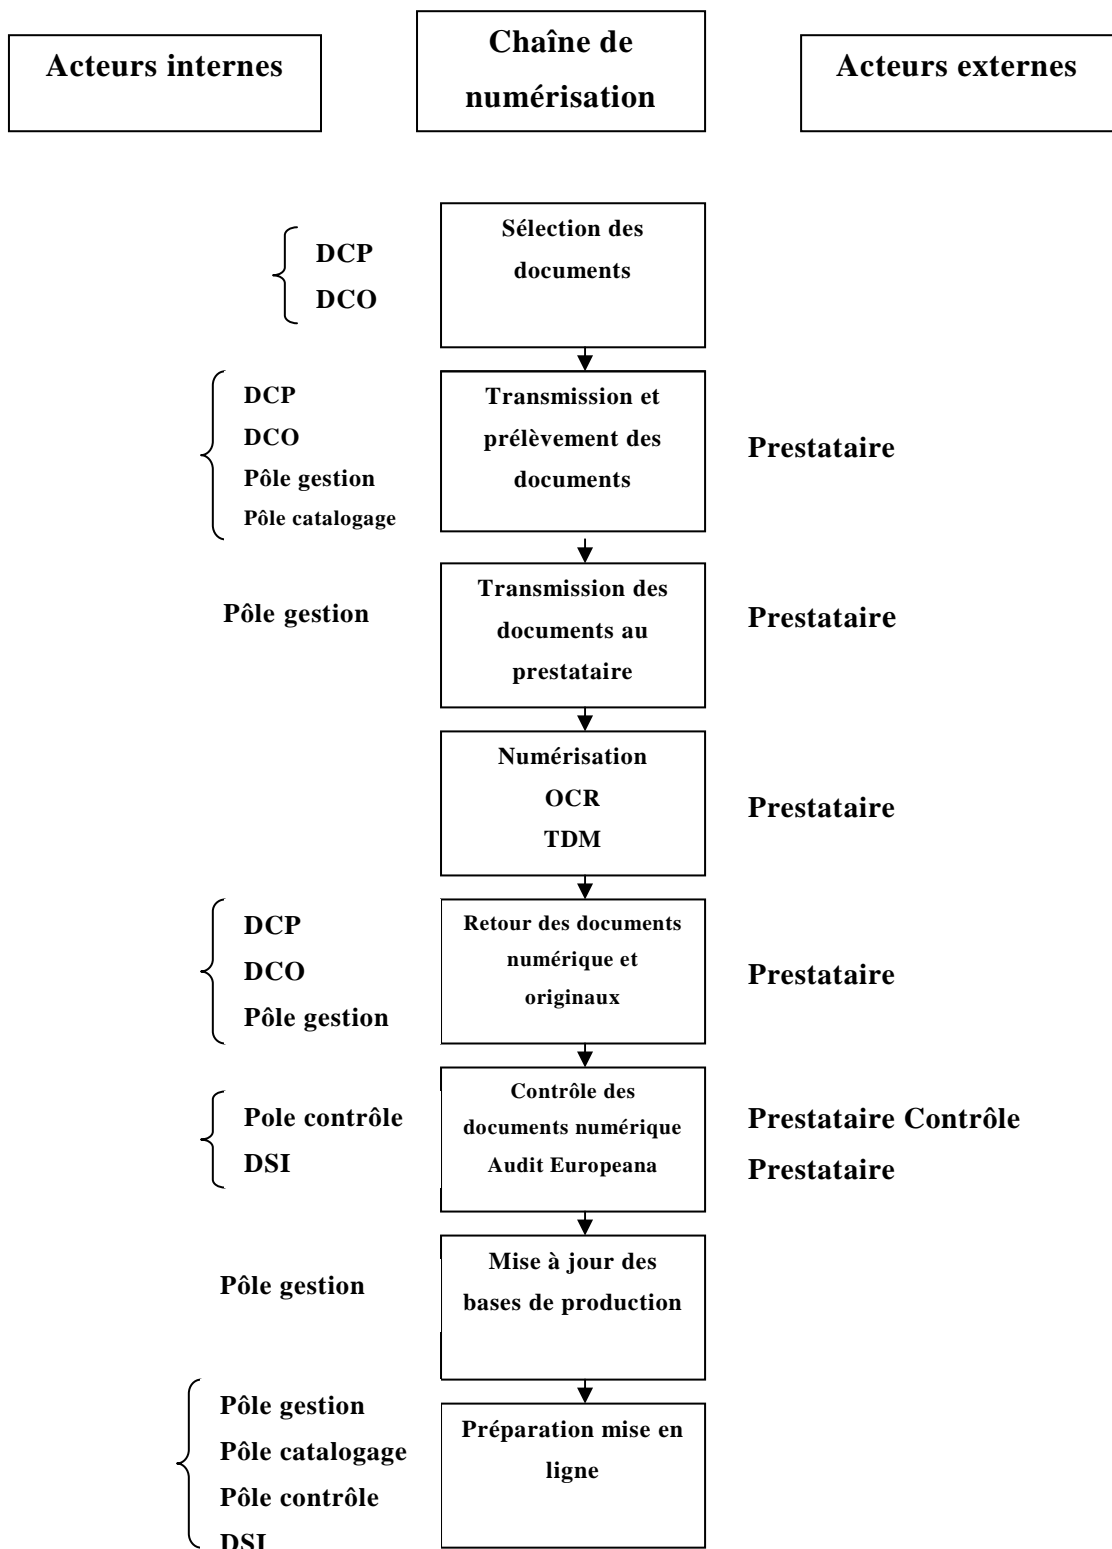 Acteurs internes
Chaîne de
numérisation
Acteurs externes
DCP
DCO
Sélection des
documents
DCP
DCO
Pôle gestion
Pôle catalogage
Transmission et
prélèvement des
documents
Prestataire
Pôle gestion
Transmission des
documents au
prestataire
Prestataire
Numérisation
OCR
TDM
Prestataire
DCP
DCO
Pôle gestion
Retour des documents
numérique et
originaux
Prestataire
Pole contrôle
DSI
Contrôle des
documents numérique
Audit Europeana
Prestataire Contrôle
Prestataire
Pôle gestion
Mise à jour des
bases de production
Pôle gestion
Pôle catalogage
Pôle contrôle
DSI
Préparation mise en
ligne